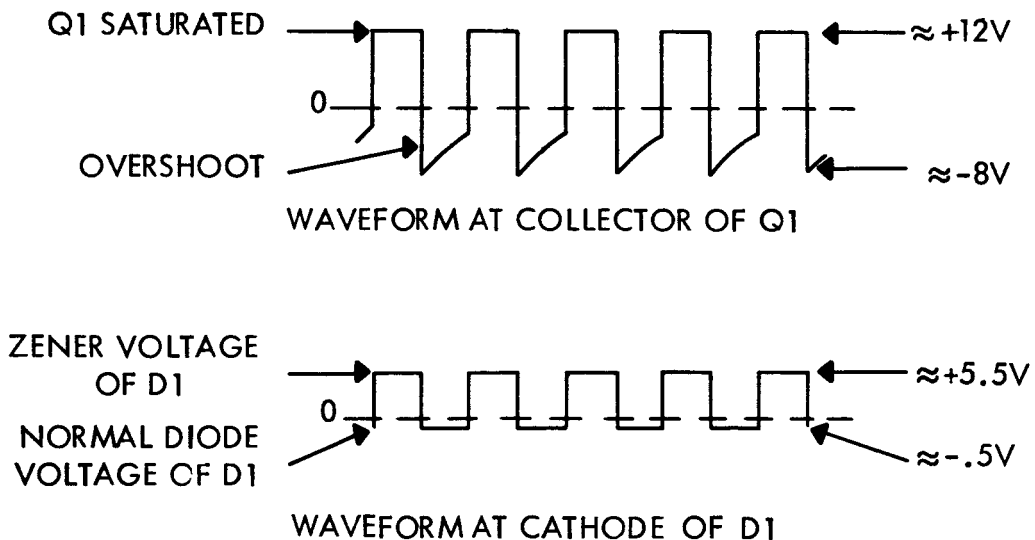 Q1 SATURATED
≈ +12V
0
OVERSHOOT
≈-8V
WAVEFORM AT COLLECTOR OF Q1
ZENER VOLTAGE
OF D1
≈+5.5V
0
NORMAL DIODE
VOLTAGE OF D1
≈-.5V
WAVEFORM AT CATHODE OF D1